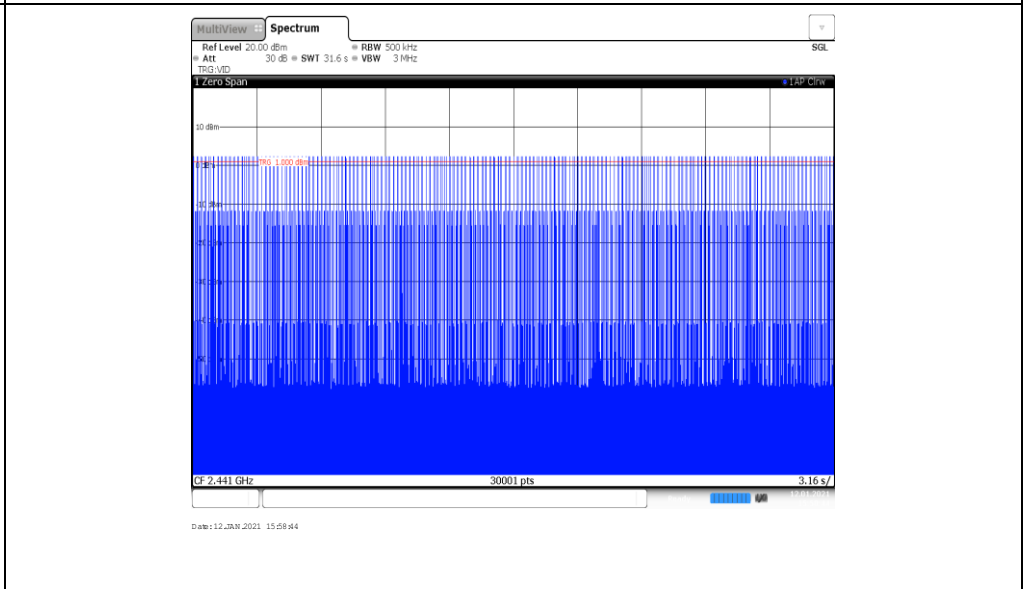 MultiView Spectrum
Ref Level 20.00 dBm RBW 500 kHz SGL
Att 30 dB SWT 31.6 s VBW 3 MHz
TRG:VID
1 Zero Span 1AP Clrw
10 dBm
TRG 1.000 dBm
CF 2.441 GHz 30001 pts 3.16 s/
Date: 12.JAN.2021 15:58:44